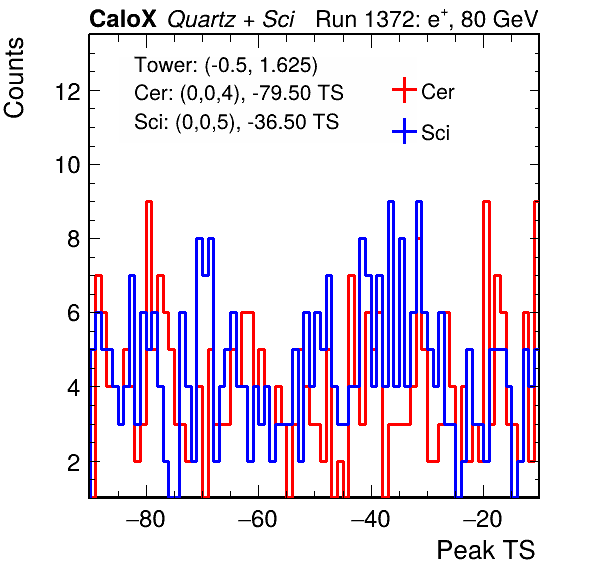 CaloX Quartz + Sci Run 1372: e+, 80 GeV
Counts
Tower: (-0.5, 1.625)
Cer: (0,0,4), -79.50 TS
Sci: (0,0,5), -36.50 TS
Cer
Sci
12
10
8
6
4
2
−80 −60 −40 −20
Peak TS